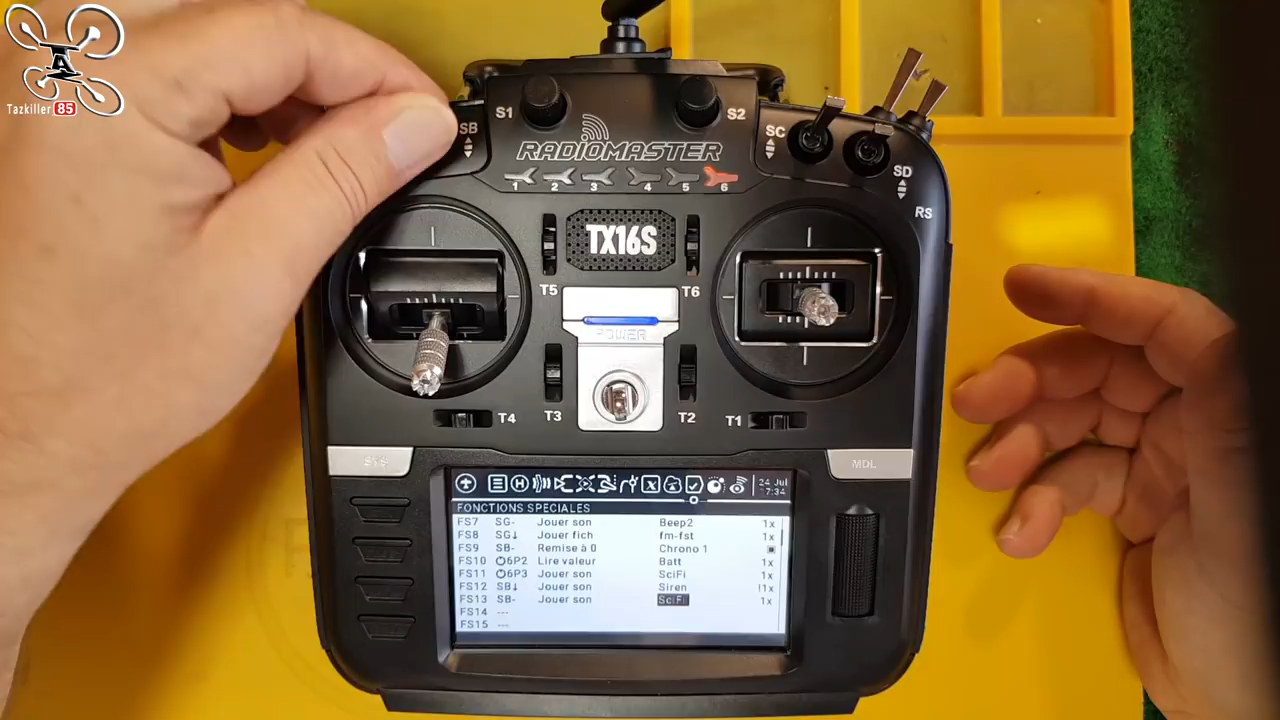 A
Tazkiller 85
S1
S2
SB
SC
RADIOMASTER
SD
1 2 3 4 5 6
RS
TX16S
T5
T6
POWER
T4
T3
T2
T1
SYS
MDL
24 Jul
17:34
FONCTIONS SPECIALES
FS7 SG- Jouer son Beep2 1x
FS8 SG↓ Jouer fich fm-fst 1x
FS9 SB- Remise à 0 Chrono 1
FS10 6P2 Lire valeur Batt 1x
FS11 6P3 Jouer son SciFi 1x
FS12 SB↓ Jouer son Siren !1x
FS13 SB- Jouer son SciFi 1x
FS14 ---
FS15 ---